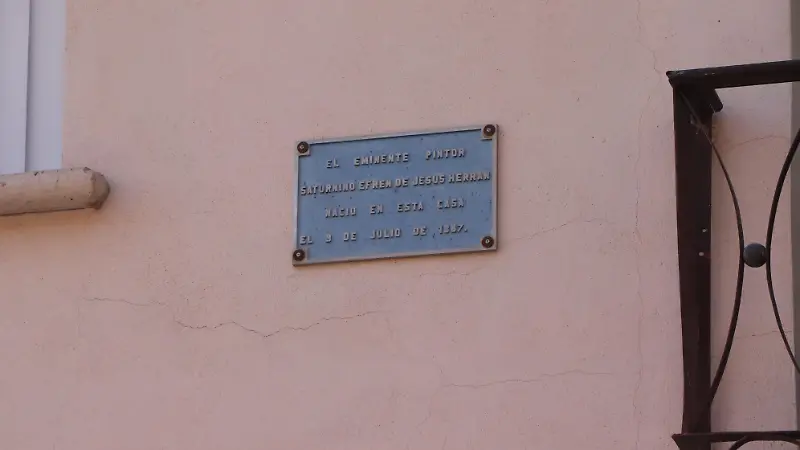 EL EMINENTE PINTOR
SATURNINO EFREN DE JESUS HERRAN
NACIO EN ESTA CASA
EL 9 DE JULIO DE 1887.